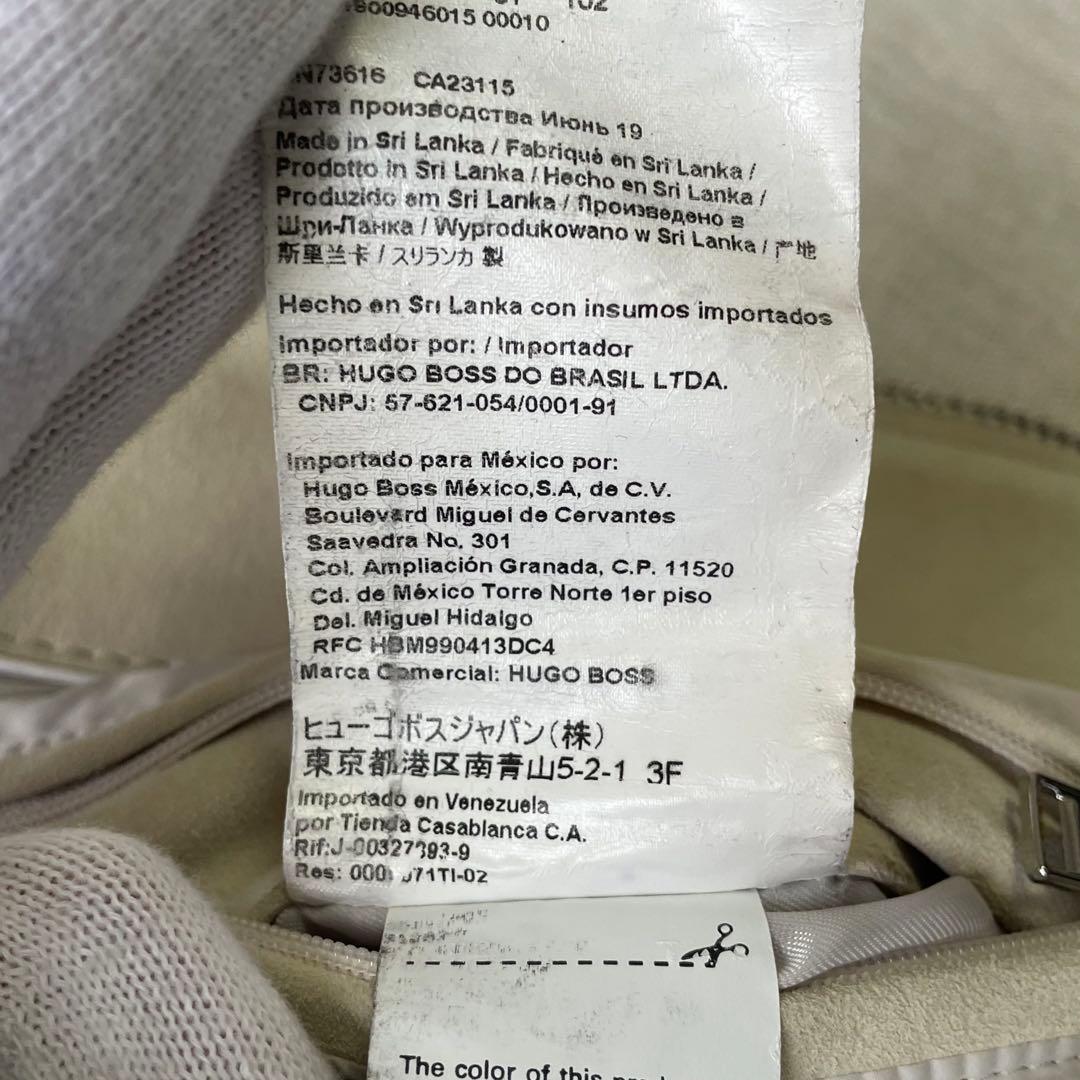 00946015 00010
CA23115
Дата производства Июнь 19
Made in Sri Lanka / Fabriqué en Sri Lanka /
Prodotto in Sri Lanka / Hecho en Sri Lanka /
Produzido em Sri Lanka / Произведено в
Шри-Ланка / Wyprodukowano w Sri Lanka / 产地
斯里兰卡 / スリランカ 製
Hecho en Sri Lanka con insumos importados
Importador por: / Importador
BR: HUGO BOSS DO BRASIL LTDA.
CNPJ: 57-621-054/0001-91
Importado para México por:
Hugo Boss México,S.A, de C.V.
Boulevard Miguel de Cervantes
Saavedra No. 301
Col. Ampliación Granada, C.P. 11520
Cd. de México Torre Norte 1er piso
Del. Miguel Hidalgo
RFC HBM990413DC4
Marca Comercial: HUGO BOSS
ヒューゴボスジャパン(株)
東京都港区南青山5-2-1 3F
Importado en Venezuela
por Tienda Casablanca C.A.
Rif:J-00327393-9
Res:
The color of this